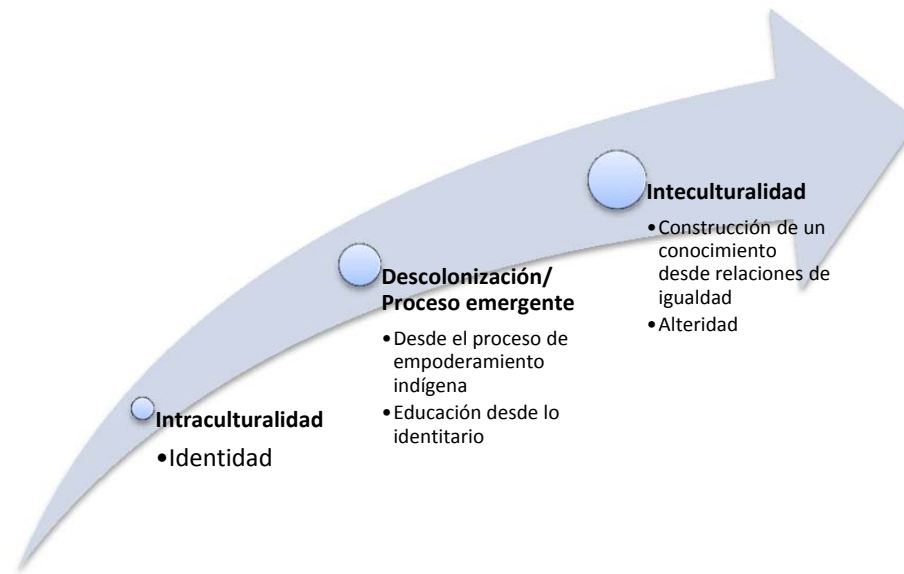 Inteculturalidad
•Construcción de un
conocimiento
desde relaciones de
igualdad
•Alteridad
Descolonización/
Proceso emergente
•Desde el proceso de
empoderamiento
indígena
•Educación desde lo
identitario
Intraculturalidad
•Identidad